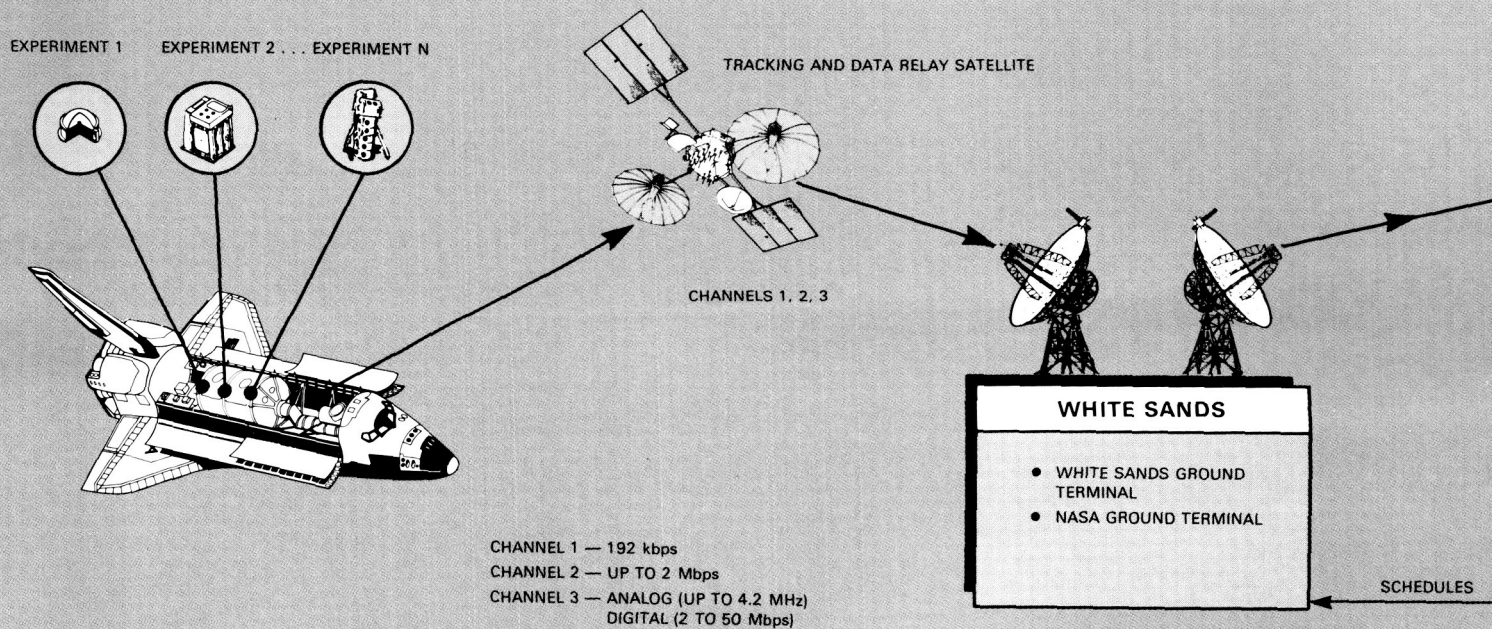 EXPERIMENT 1
EXPERIMENT 2 . . . EXPERIMENT N
TRACKING AND DATA RELAY SATELLITE
CHANNELS 1, 2, 3
WHITE SANDS
● WHITE SANDS GROUND
TERMINAL
● NASA GROUND TERMINAL
CHANNEL 1 — 192 kbps
CHANNEL 2 — UP TO 2 Mbps
CHANNEL 3 — ANALOG (UP TO 4.2 MHz)
DIGITAL (2 TO 50 Mbps)
SCHEDULES